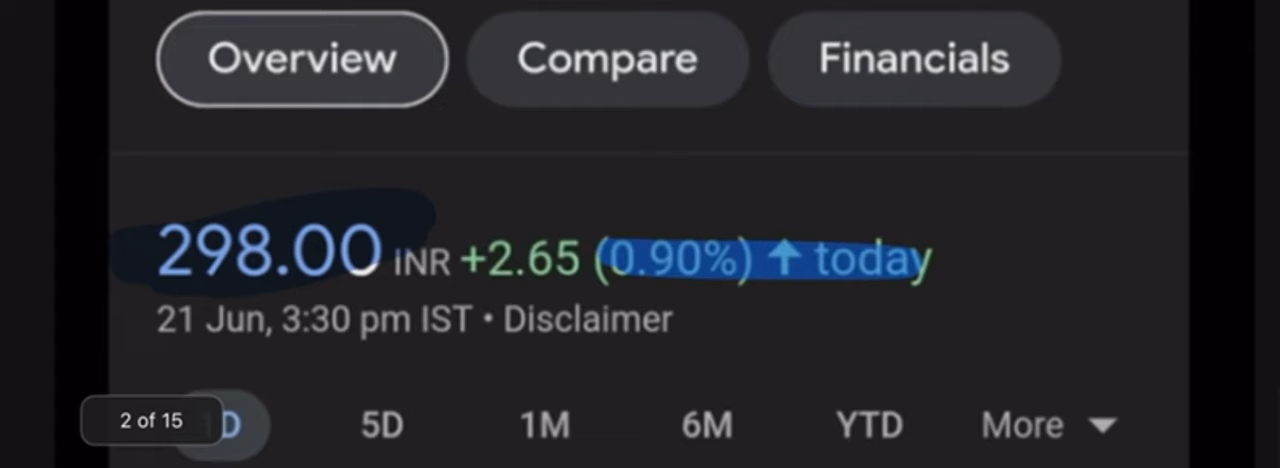 Overview Compare Financials
298.00 INR +2.65 (0.90%) ↑ today
21 Jun, 3:30 pm IST • Disclaimer
2 of 15 D 5D 1M 6M YTD More